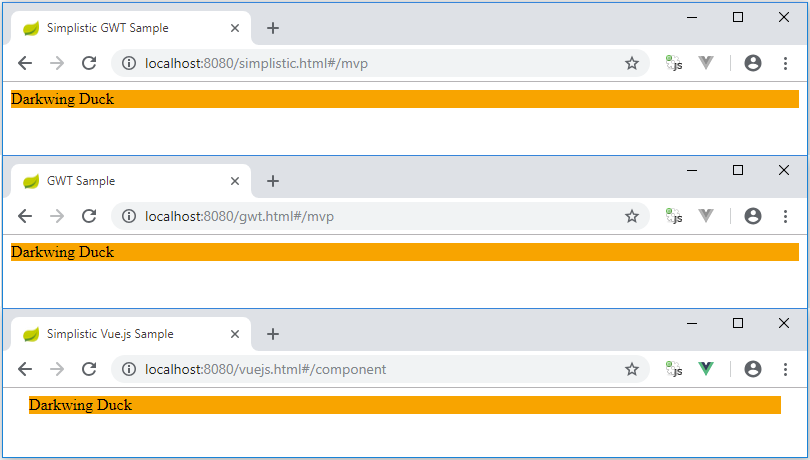 Simplistic GWT Sample
localhost:8080/simplistic.html#/mvp
JS
Darkwing Duck
GWT Sample
localhost:8080/gwt.html#/mvp
JS
Darkwing Duck
Simplistic Vue.js Sample
localhost:8080/vuejs.html#/component
JS
Darkwing Duck